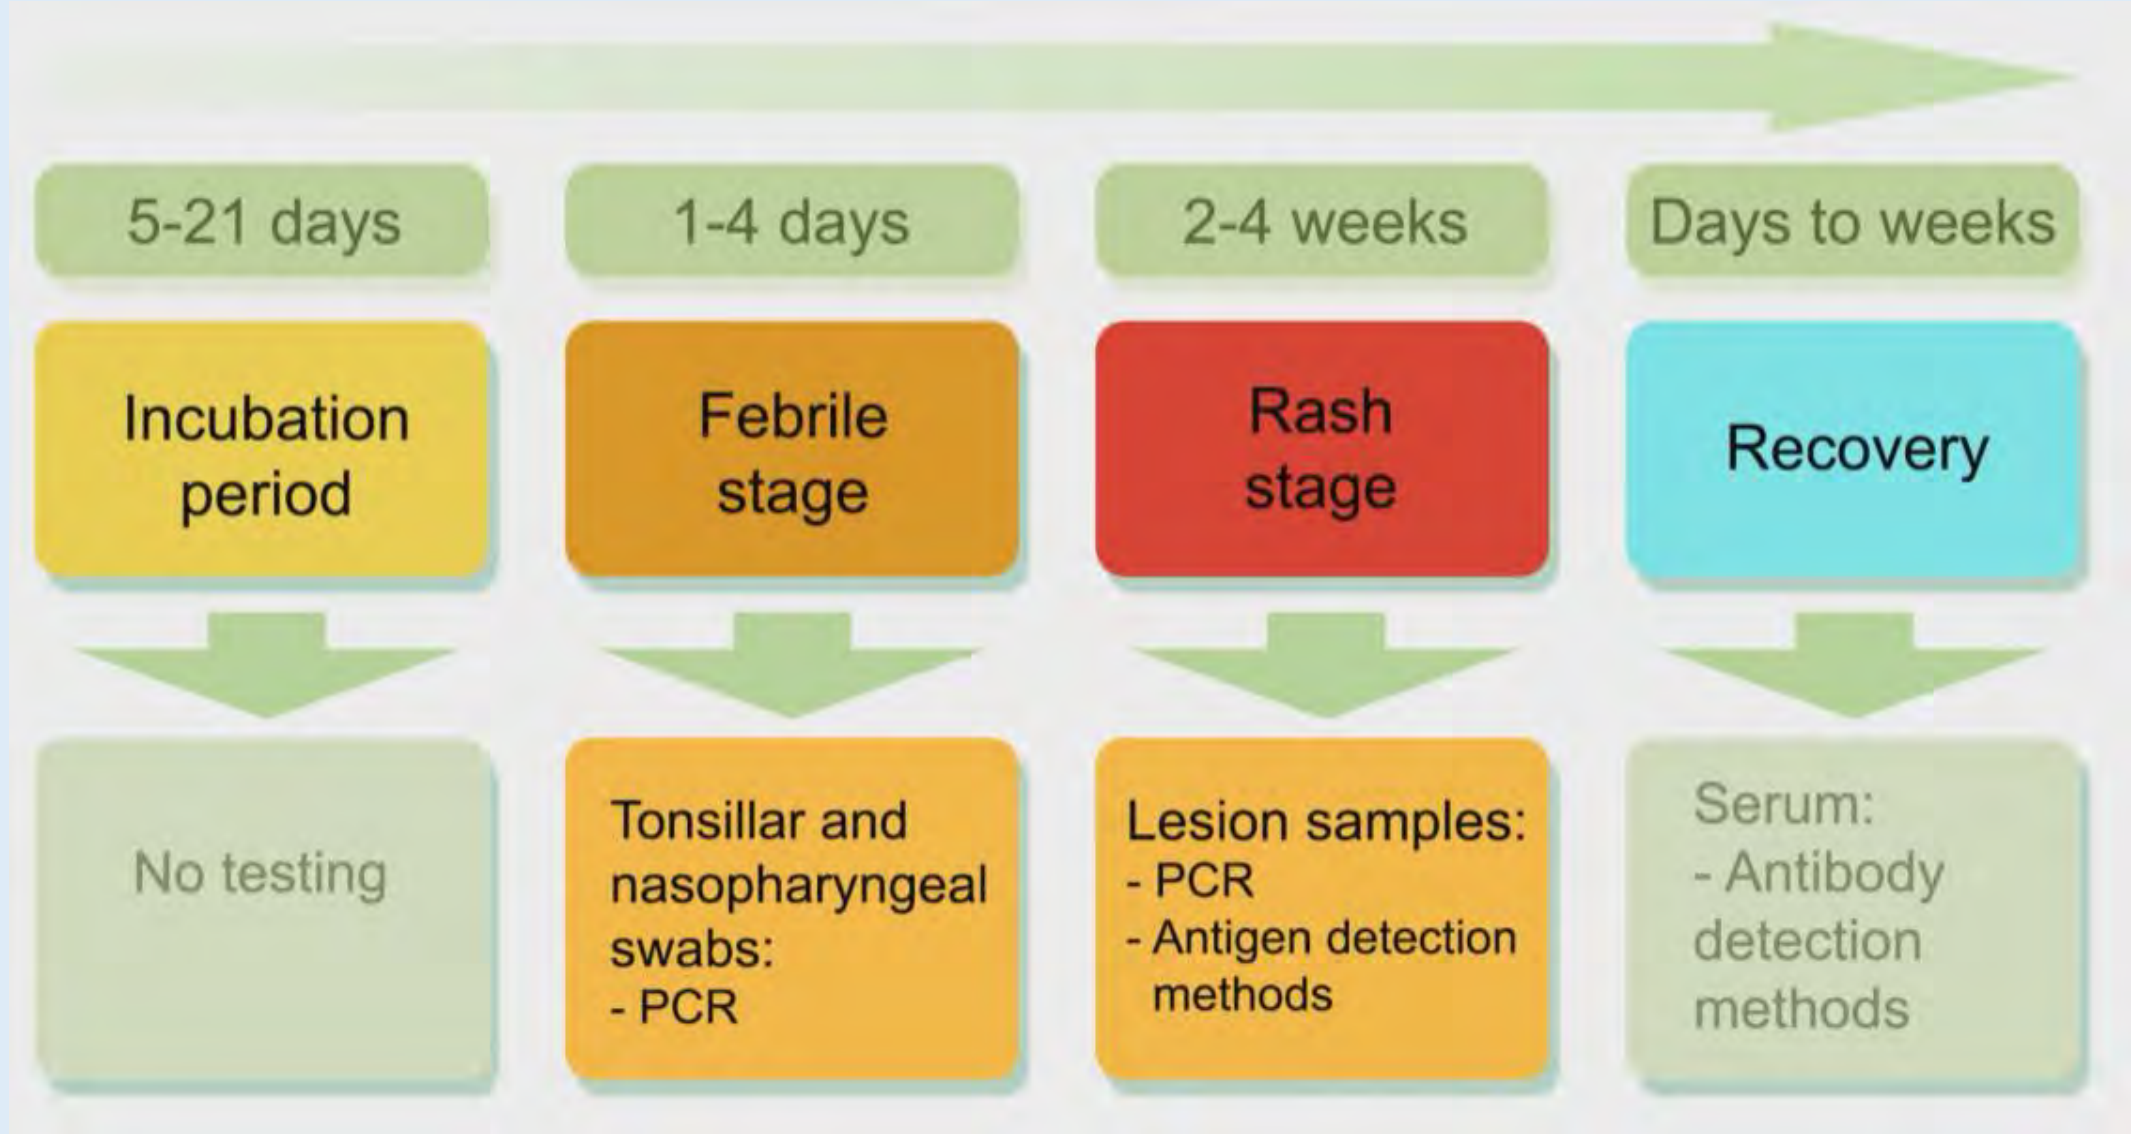 5-21 days
1-4 days
2-4 weeks
Days to weeks
Incubation
period
Febrile
stage
Rash
stage
Recovery
No testing
Tonsillar and
nasopharyngeal
swabs:
- PCR
Lesion samples:
- PCR
- Antigen detection
methods
Serum:
- Antibody
detection
methods